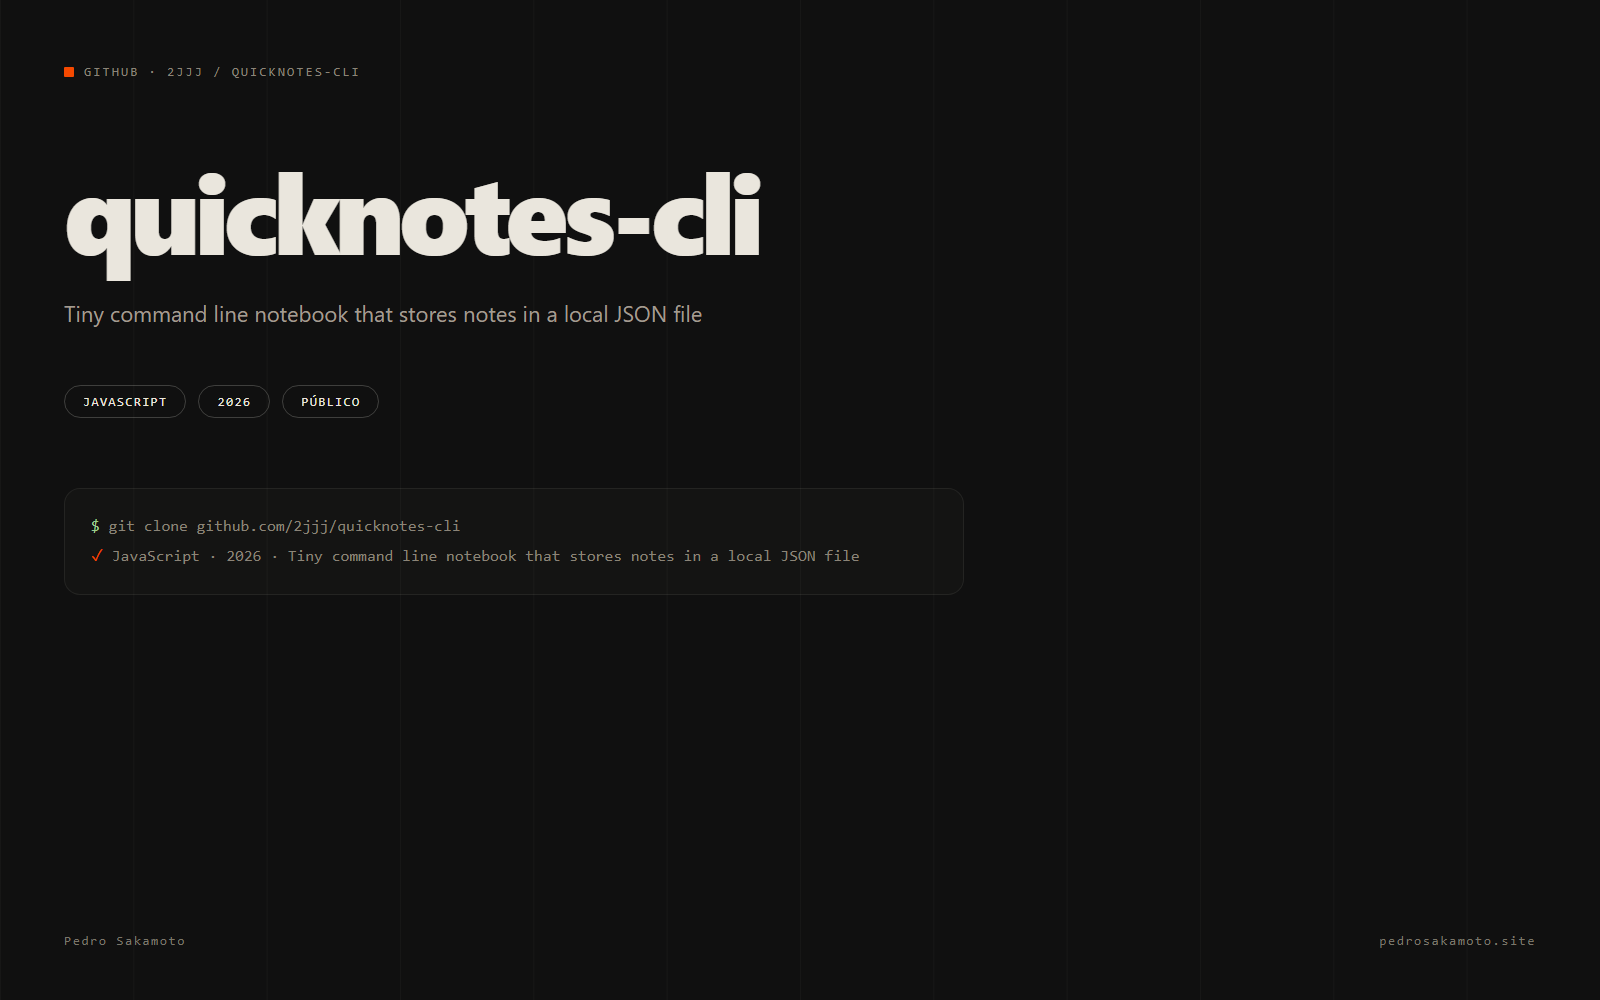 GITHUB · 2JJJ / QUICKNOTES-CLI
quicknotes-cli
Tiny command line notebook that stores notes in a local JSON file
JAVASCRIPT 2026 PÚBLICO
$ git clone github.com/2jjj/quicknotes-cli
✓ JavaScript · 2026 · Tiny command line notebook that stores notes in a local JSON file
Pedro Sakamoto pedrosakamoto.site